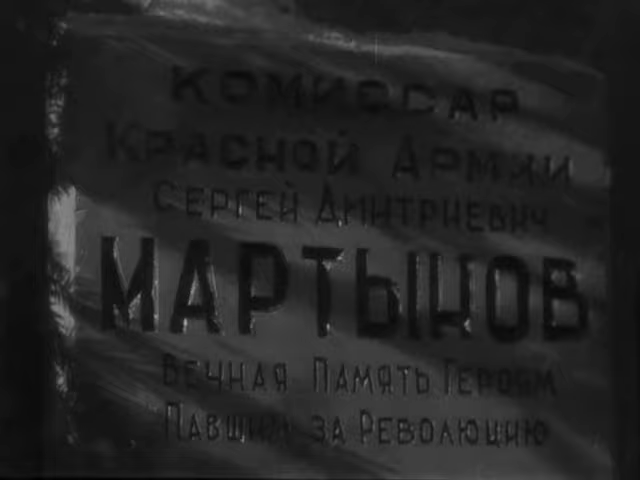 Комиссар
Красной Армии
Сергей Дмитриевич
МАРТЫНОВ
Вечная Память Героям
Павшим за Революцию